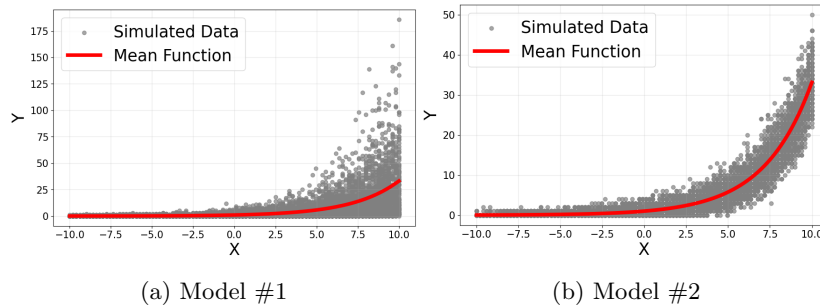 Simulated Data
Mean Function
Y
175
150
125
100
75
50
25
0
−10.0 −7.5 −5.0 −2.5 0.0 2.5 5.0 7.5 10.0
X
(a) Model #1
Simulated Data
Mean Function
Y
50
40
30
20
10
0
−10.0 −7.5 −5.0 −2.5 0.0 2.5 5.0 7.5 10.0
X
(b) Model #2